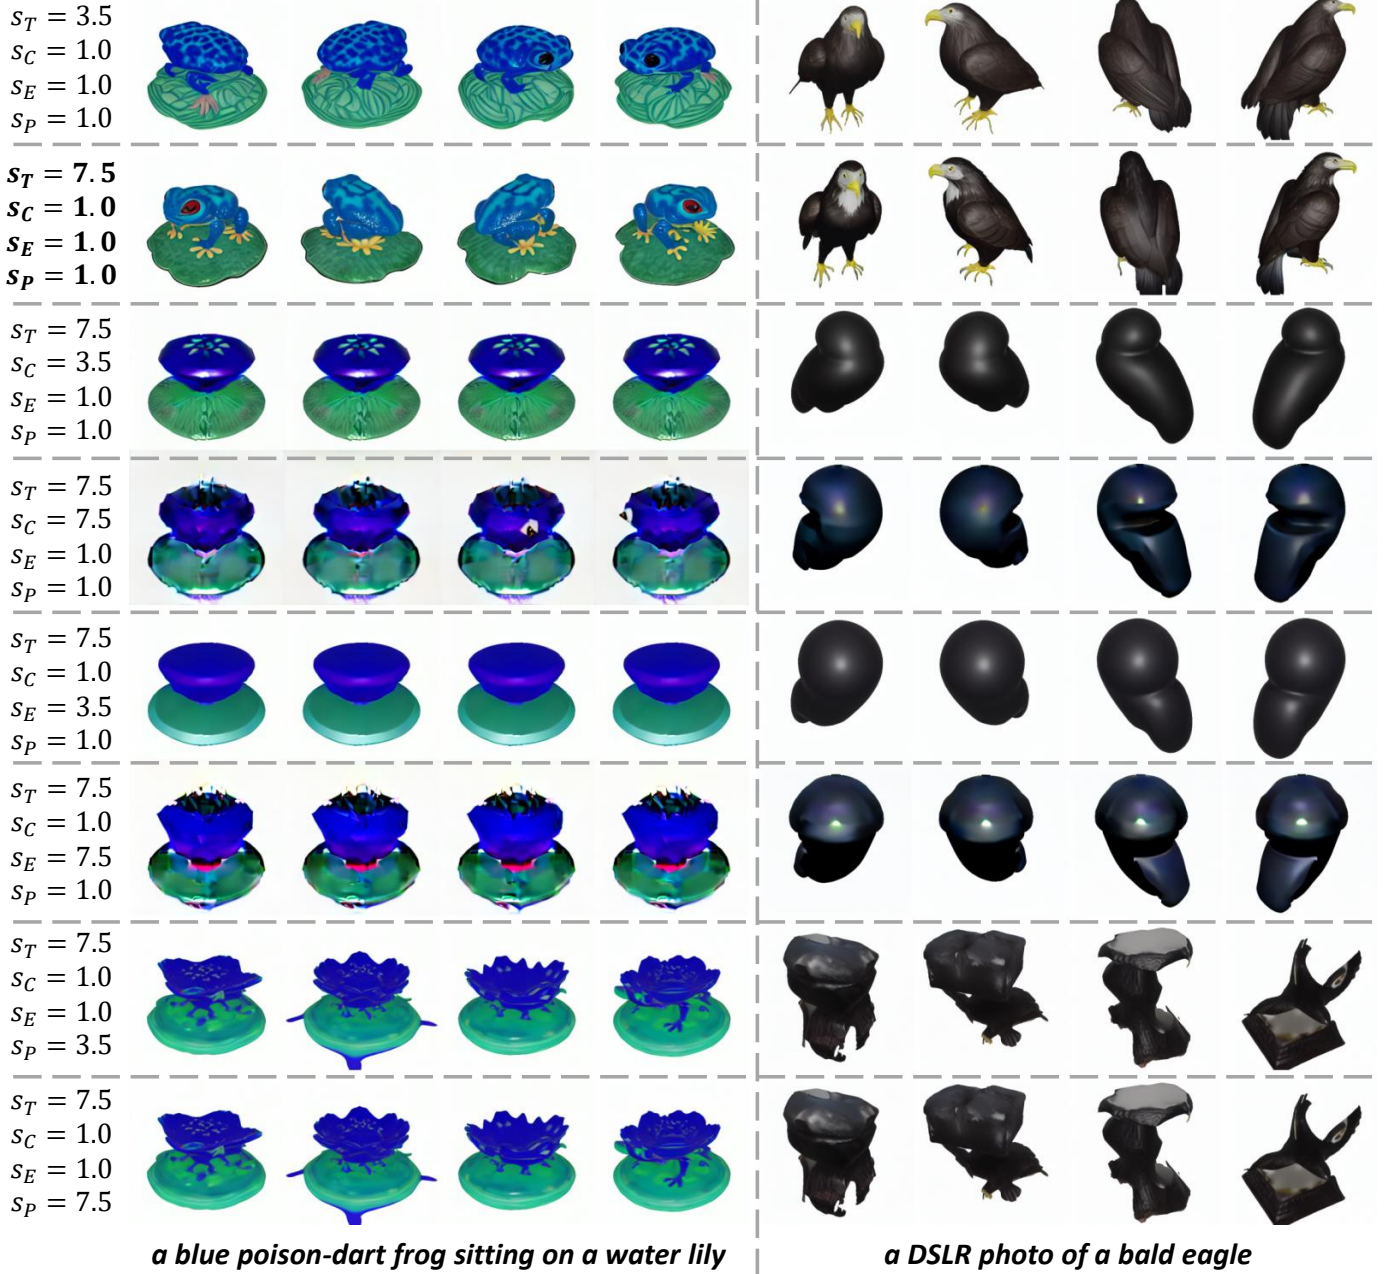 s_T = 3.5
s_C = 1.0
s_E = 1.0
s_P = 1.0
s_T = 7.5
s_C = 1.0
s_E = 1.0
s_P = 1.0
s_T = 7.5
s_C = 3.5
s_E = 1.0
s_P = 1.0
s_T = 7.5
s_C = 7.5
s_E = 1.0
s_P = 1.0
s_T = 7.5
s_C = 1.0
s_E = 3.5
s_P = 1.0
s_T = 7.5
s_C = 1.0
s_E = 7.5
s_P = 1.0
s_T = 7.5
s_C = 1.0
s_E = 1.0
s_P = 3.5
s_T = 7.5
s_C = 1.0
s_E = 1.0
s_P = 7.5
a blue poison-dart frog sitting on a water lily
a DSLR photo of a bald eagle